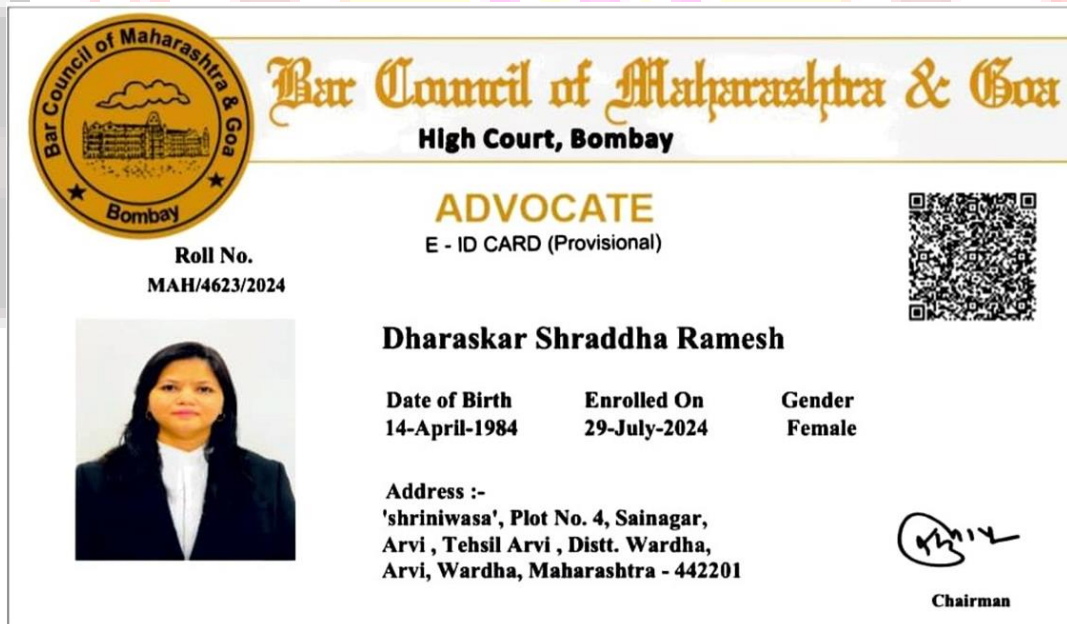 Bar Council of Maharashtra & Goa
Bombay
Bar Council of Maharashtra & Goa
High Court, Bombay
ADVOCATE
E - ID CARD (Provisional)
Roll No.
MAH/4623/2024
Dharaskar Shraddha Ramesh
Date of Birth Enrolled On Gender
14-April-1984 29-July-2024 Female
Address :-
'shriniwasa', Plot No. 4, Sainagar,
Arvi , Tehsil Arvi , Distt. Wardha,
Arvi, Wardha, Maharashtra - 442201
Chairman